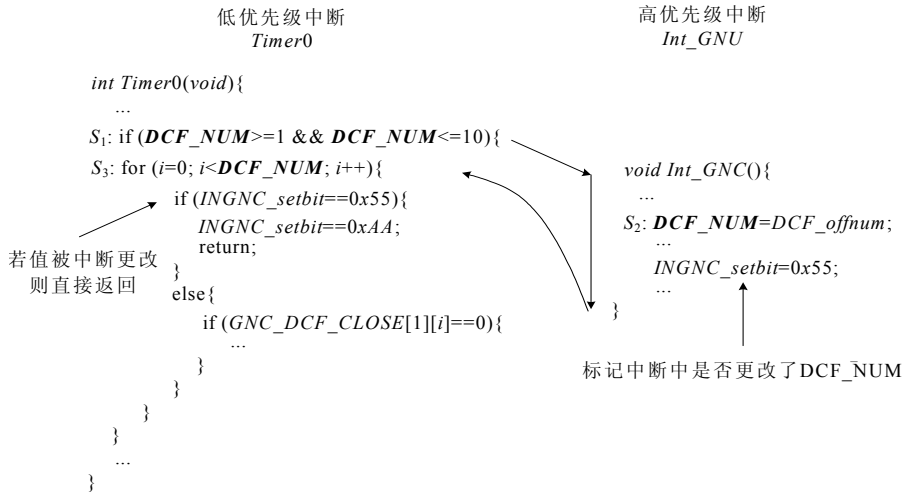 低优先级中断
Timer0
int Timer0(void){
...
S1: if (DCF_NUM>=1 && DCF_NUM<=10){
S3: for (i=0; i<DCF_NUM; i++){
if (INGNC_setbit==0x55){
INGNC_setbit==0xAA;
return;
}
else{
if (GNC_DCF_CLOSE[1][i]==0){
...
}
}
}
}
...
}
若值被中断更改
则直接返回
高优先级中断
Int_GNU
void Int_GNC(){
...
S2: DCF_NUM=DCF_offnum;
...
INGNC_setbit=0x55;
...
}
标记中断中是否更改了DCF_NUM